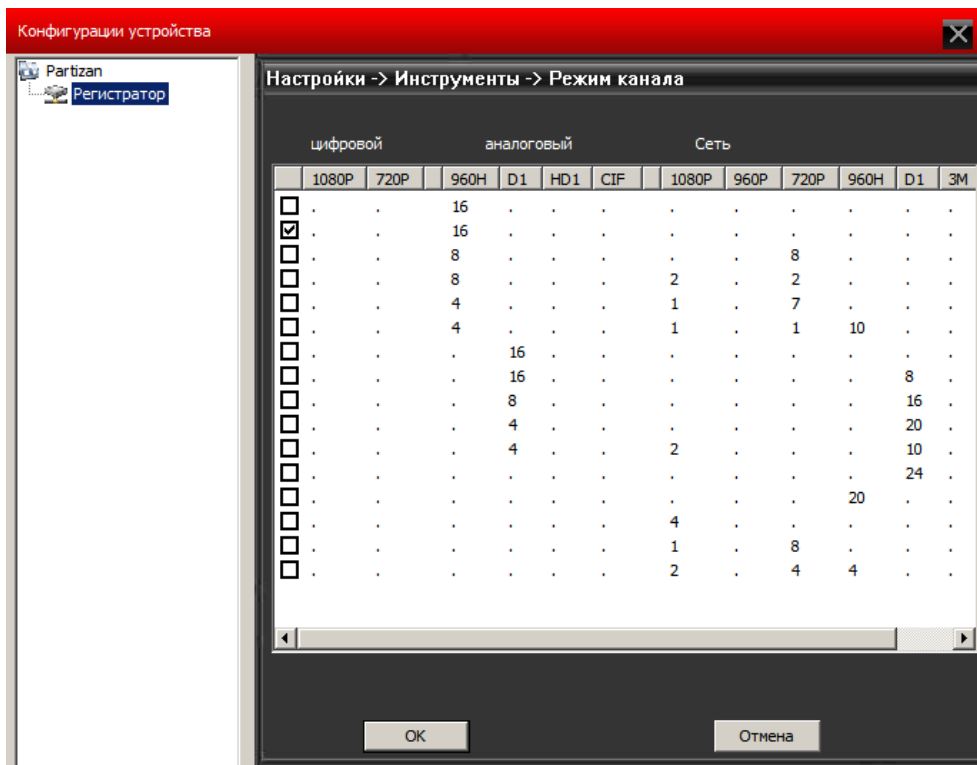 Конфигурации устройства
Partizan
Регистратор
Настройки -> Инструменты -> Режим канала
цифровой аналоговый Сеть
1080P 720P 960H D1 HD1 CIF 1080P 960P 720P 960H D1 3M
. . 16 . . . . . . . . .
. . 16 . . . . . . . . .
. . 8 . . . . . 8 . . .
. . 8 . . . 2 . 2 . . .
. . 4 . . . 1 . 7 . . .
. . 4 . . . 1 . 1 10 . .
. . . 16 . . . . . . . .
. . . 16 . . . . . . 8 .
. . . 8 . . . . . . 16 .
. . . 4 . . . . . . 20 .
. . . 4 . . 2 . . . 10 .
. . . . . . . . . . 24 .
. . . . . . . . . 20 . .
. . . . . . 4 . . . . .
. . . . . . 1 . 8 . . .
. . . . . . 2 . 4 4 . .
OK Отмена